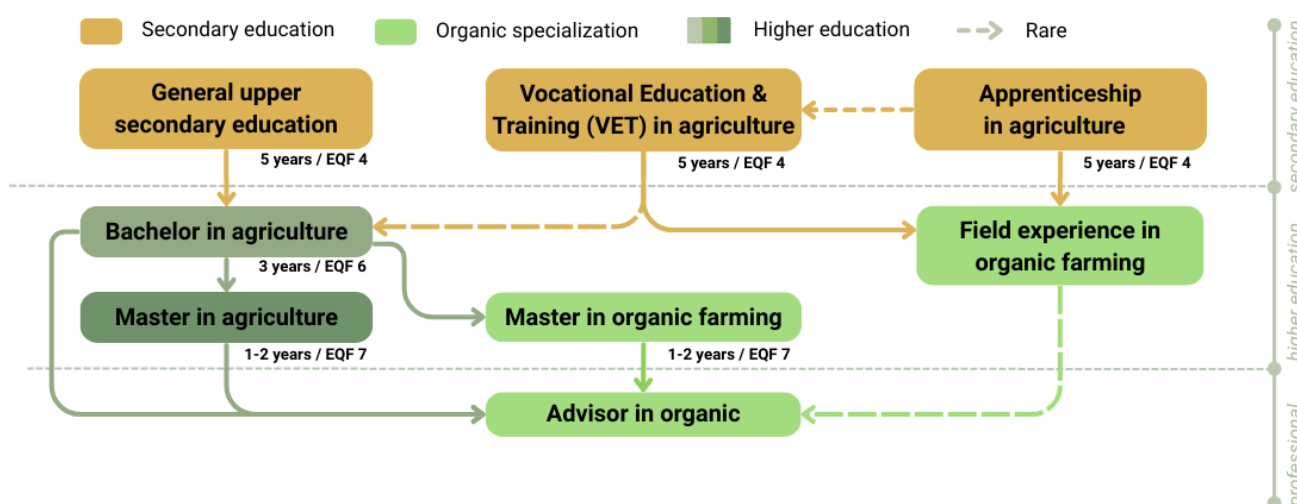 Secondary education
Organic specialization
Higher education
Rare
General upper
secondary education
Vocational Education &
Training (VET) in agriculture
Apprenticeship
in agriculture
5 years / EQF 4
5 years / EQF 4
5 years / EQF 4
secondary education
Bachelor in agriculture
Field experience in
organic farming
3 years / EQF 6
higher education
Master in agriculture
Master in organic farming
1-2 years / EQF 7
1-2 years / EQF 7
Advisor in organic
professional